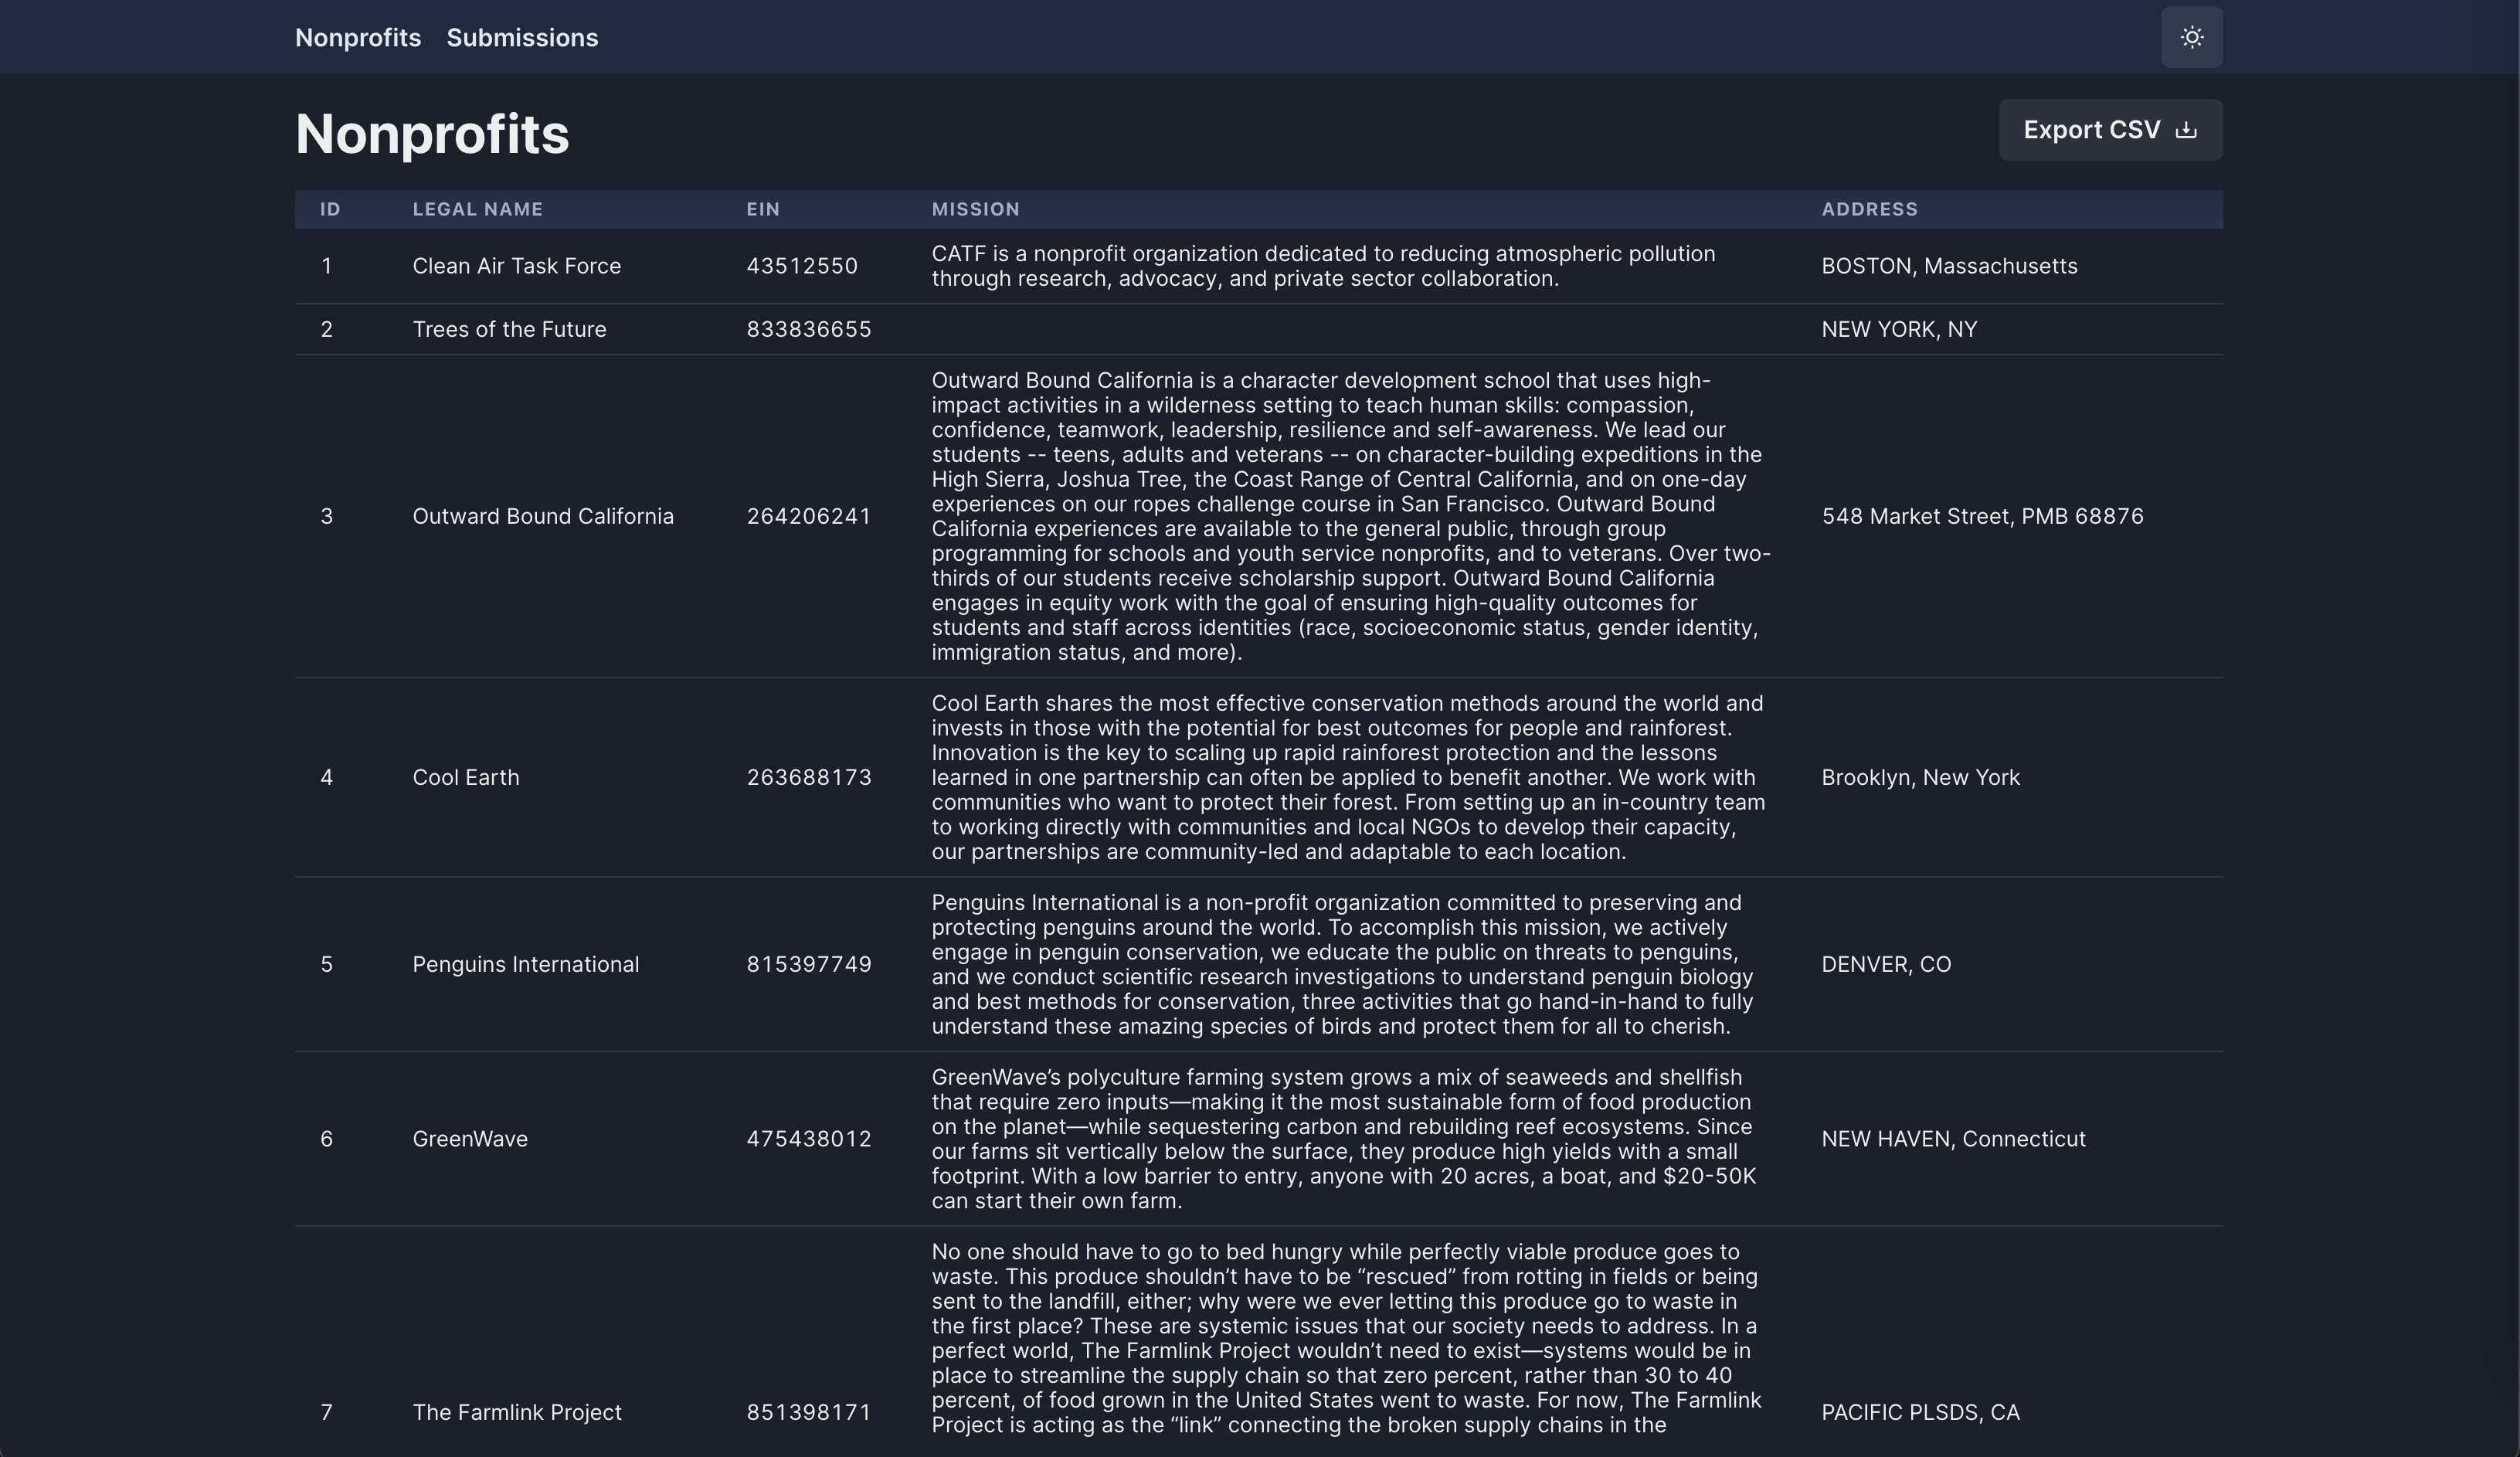 Nonprofits Submissions
Nonprofits
Export CSV
ID LEGAL NAME EIN MISSION ADDRESS
1 Clean Air Task Force 43512550 CATF is a nonprofit organization dedicated to reducing atmospheric pollution
through research, advocacy, and private sector collaboration. BOSTON, Massachusetts
2 Trees of the Future 833836655 NEW YORK, NY
3 Outward Bound California 264206241 Outward Bound California is a character development school that uses high-
impact activities in a wilderness setting to teach human skills: compassion,
confidence, teamwork, leadership, resilience and self-awareness. We lead our
students -- teens, adults and veterans -- on character-building expeditions in the
High Sierra, Joshua Tree, the Coast Range of Central California, and on one-day
experiences on our ropes challenge course in San Francisco. Outward Bound
California experiences are available to the general public, through group
programming for schools and youth service nonprofits, and to veterans. Over two-
thirds of our students receive scholarship support. Outward Bound California
engages in equity work with the goal of ensuring high-quality outcomes for
students and staff across identities (race, socioeconomic status, gender identity,
immigration status, and more). 548 Market Street, PMB 68876
4 Cool Earth 263688173 Cool Earth shares the most effective conservation methods around the world and
invests in those with the potential for best outcomes for people and rainforest.
Innovation is the key to scaling up rapid rainforest protection and the lessons
learned in one partnership can often be applied to benefit another. We work with
communities who want to protect their forest. From setting up an in-country team
to working directly with communities and local NGOs to develop their capacity,
our partnerships are community-led and adaptable to each location. Brooklyn, New York
5 Penguins International 815397749 Penguins International is a non-profit organization committed to preserving and
protecting penguins around the world. To accomplish this mission, we actively
engage in penguin conservation, we educate the public on threats to penguins,
and we conduct scientific research investigations to understand penguin biology
and best methods for conservation, three activities that go hand-in-hand to fully
understand these amazing species of birds and protect them for all to cherish. DENVER, CO
6 GreenWave 475438012 GreenWave’s polyculture farming system grows a mix of seaweeds and shellfish
that require zero inputs—making it the most sustainable form of food production
on the planet—while sequestering carbon and rebuilding reef ecosystems. Since
our farms sit vertically below the surface, they produce high yields with a small
footprint. With a low barrier to entry, anyone with 20 acres, a boat, and $20-50K
can start their own farm. NEW HAVEN, Connecticut
7 The Farmlink Project 851398171 No one should have to go to bed hungry while perfectly viable produce goes to
waste. This produce shouldn’t have to be “rescued” from rotting in fields or being
sent to the landfill, either; why were we ever letting this produce go to waste in
the first place? These are systemic issues that our society needs to address. In a
perfect world, The Farmlink Project wouldn’t need to exist—systems would be in
place to streamline the supply chain so that zero percent, rather than 30 to 40
percent, of food grown in the United States went to waste. For now, The Farmlink
Project is acting as the “link” connecting the broken supply chains in the PACIFIC PLSDS, CA